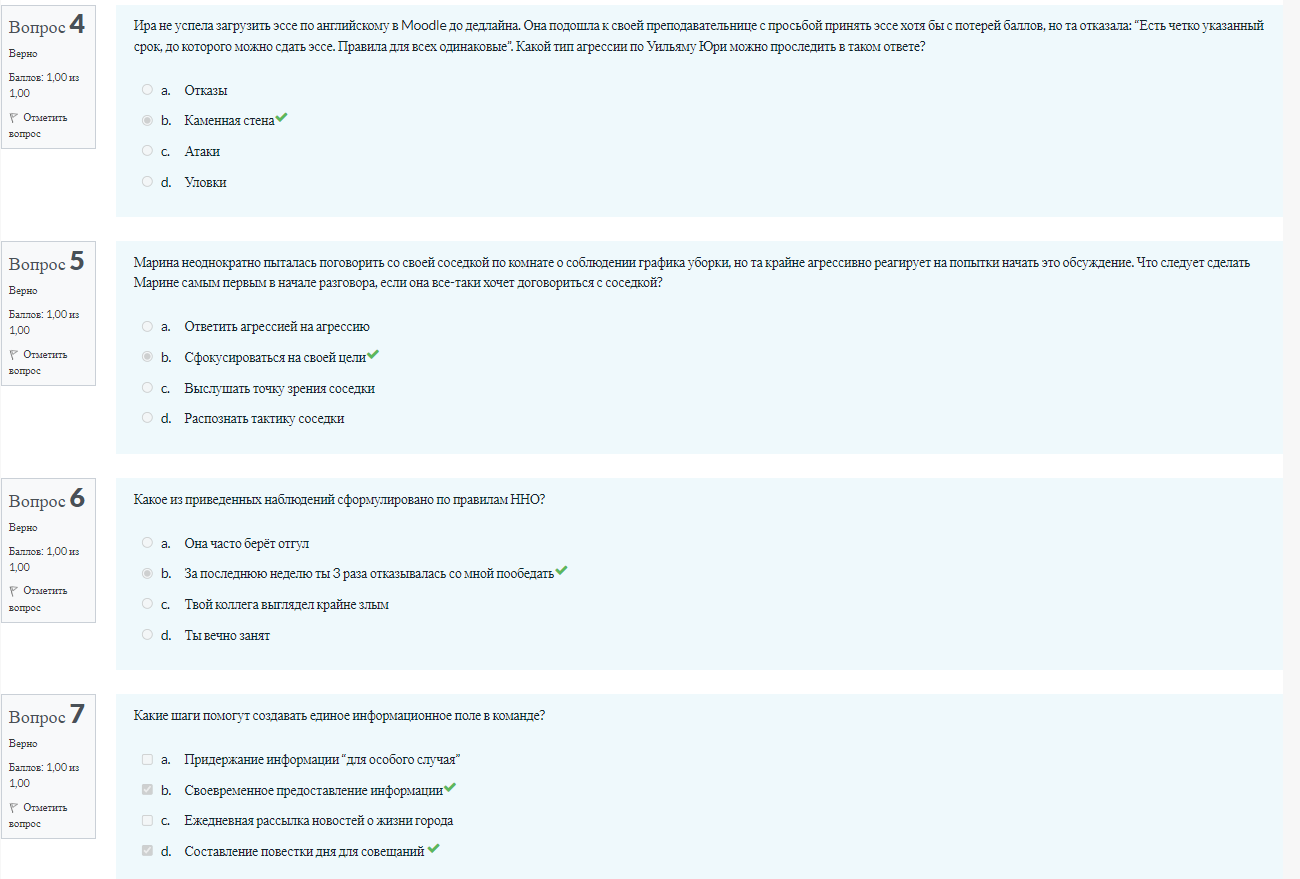 Вопрос 4
Верно
Баллов: 1,00 из
1,00
Отметить
вопрос
Ира не успела загрузить эссе по английскому в Moodle до дедлайна. Она подошла к своей преподавательнице с просьбой принять эссе хотя бы с потерей баллов, но та отказала: “Есть четко указанный
срок, до которого можно сдать эссе. Правила для всех одинаковые”. Какой тип агрессии по Уильяму Юри можно проследить в таком ответе?
a. Отказы
b. Каменная стена
c. Атаки
d. Уловки
Вопрос 5
Верно
Баллов: 1,00 из
1,00
Отметить
вопрос
Марина неоднократно пыталась поговорить со своей соседкой по комнате о соблюдении графика уборки, но та крайне агрессивно реагирует на попытки начать это обсуждение. Что следует сделать
Марине самым первым в начале разговора, если она все-таки хочет договориться с соседкой?
a. Ответить агрессией на агрессию
b. Сфокусироваться на своей цели
c. Выслушать точку зрения соседки
d. Распознать тактику соседки
Вопрос 6
Верно
Баллов: 1,00 из
1,00
Отметить
вопрос
Какое из приведенных наблюдений сформулировано по правилам ННО?
a. Она часто берёт отгул
b. За последнюю неделю ты 3 раза отказывалась со мной пообедать
c. Твой коллега выглядел крайне злым
d. Ты вечно занят
Вопрос 7
Верно
Баллов: 1,00 из
1,00
Отметить
вопрос
Какие шаги помогут создавать единое информационное поле в команде?
a. Придержание информации “для особого случая”
b. Своевременное предоставление информации
c. Ежедневная рассылка новостей о жизни города
d. Составление повестки дня для совещаний